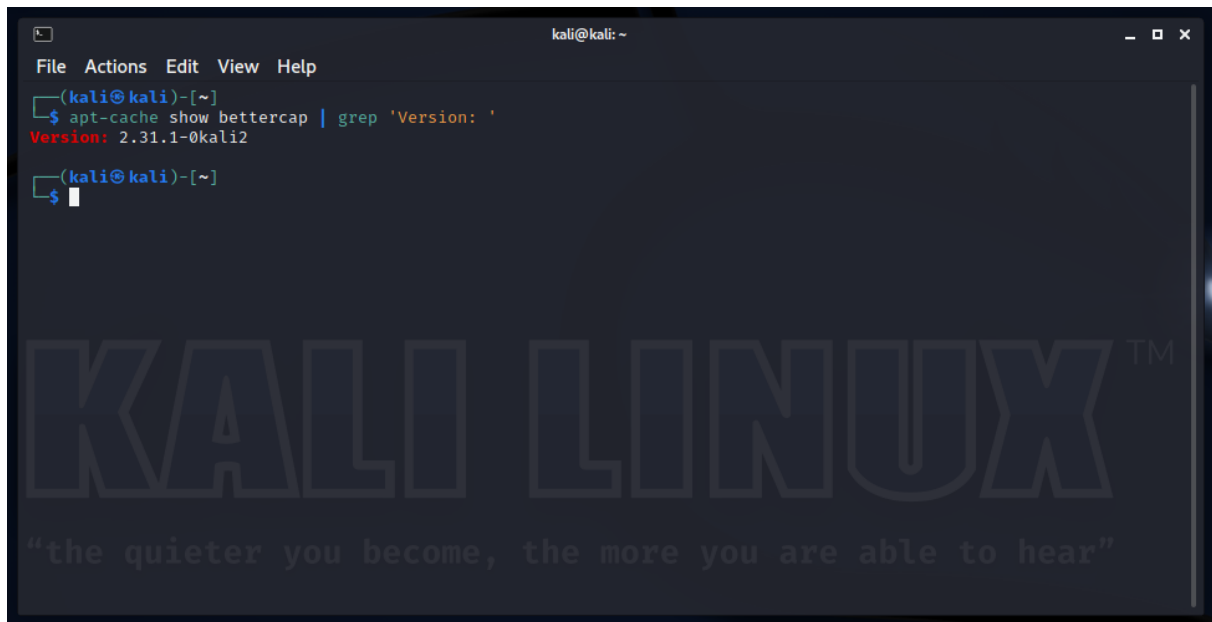 kali@kali: ~
File Actions Edit View Help
┌──(kali㉿kali)-[~]
└─$ apt-cache show bettercap | grep 'Version: '
Version: 2.31.1-0kali2
┌──(kali㉿kali)-[~]
└─$
KALI LINUX™
“the quieter you become, the more you are able to hear”